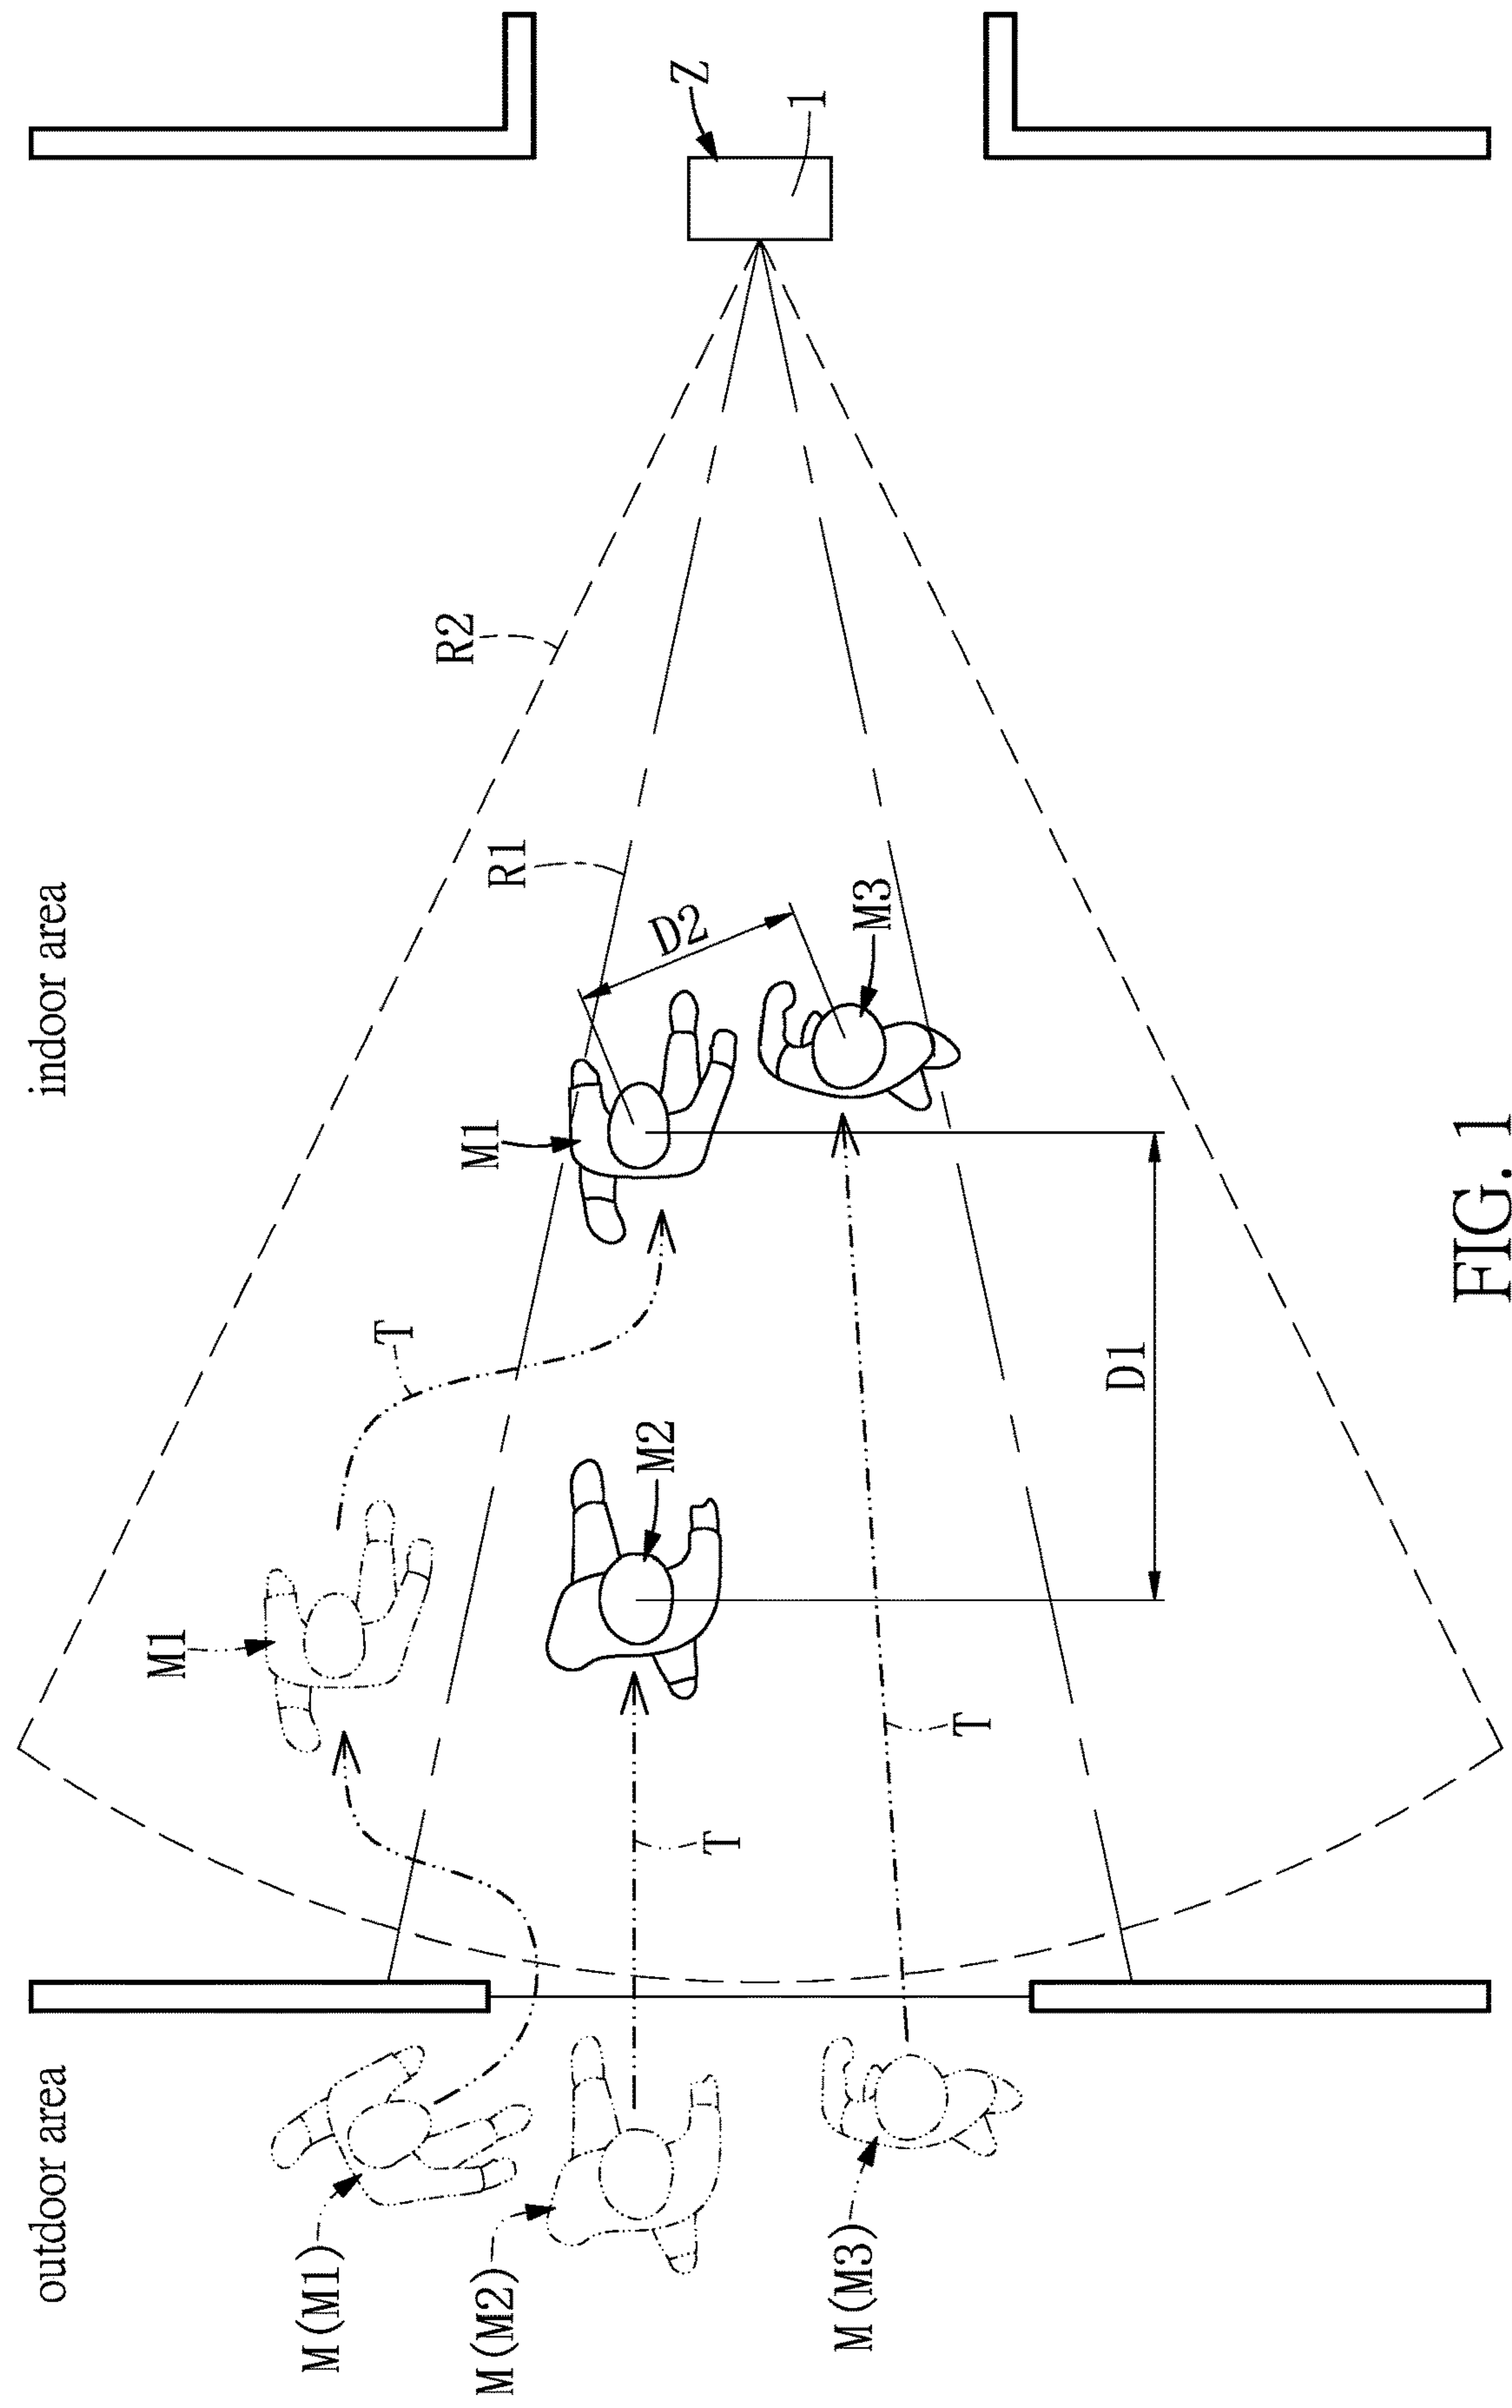 outdoor area
indoor area
M(M1)
M1
T
M(M2)
M1
R1
R2
Z
1
D2
M2
M3
T
T
M(M3)
D1
FIG. 1